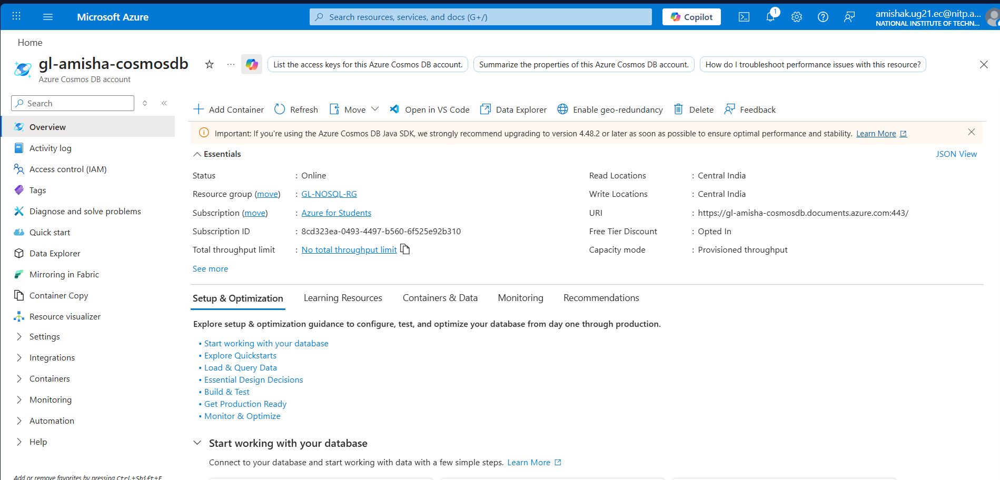 Microsoft Azure
Search resources, services, and docs (G+/)
Copilot
1
amishak.ug21.ec@nitp.a...
NATIONAL INSTITUTE OF TECHN...
Home
gl-amisha-cosmosdb
Azure Cosmos DB account
List the access keys for this Azure Cosmos DB account.
Summarize the properties of this Azure Cosmos DB account.
How do I troubleshoot performance issues with this resource?
Search
Overview
Activity log
Access control (IAM)
Tags
Diagnose and solve problems
Quick start
Data Explorer
Mirroring in Fabric
Container Copy
Resource visualizer
Settings
Integrations
Containers
Monitoring
Automation
Help
Add or remove favorites by pressing Ctrl+Shift+F
Add Container Refresh Move Open in VS Code Data Explorer Enable geo-redundancy Delete Feedback
Important: If you're using the Azure Cosmos DB Java SDK, we strongly recommend upgrading to version 4.48.2 or later as soon as possible to ensure optimal performance and stability. Learn More
Essentials
JSON View
Status : Online
Resource group (move) : GL-NOSQL-RG
Subscription (move) : Azure for Students
Subscription ID : 8cd323ea-0493-4497-b560-6f525e92b310
Total throughput limit : No total throughput limit
See more
Read Locations : Central India
Write Locations : Central India
URI : https://gl-amisha-cosmosdb.documents.azure.com:443/
Free Tier Discount : Opted In
Capacity mode : Provisioned throughput
Setup & Optimization Learning Resources Containers & Data Monitoring Recommendations
Explore setup & optimization guidance to configure, test, and optimize your database from day one through production.
• Start working with your database
• Explore Quickstarts
• Load & Query Data
• Essential Design Decisions
• Build & Test
• Get Production Ready
• Monitor & Optimize
Start working with your database
Connect to your database and start working with data with a few simple steps. Learn More